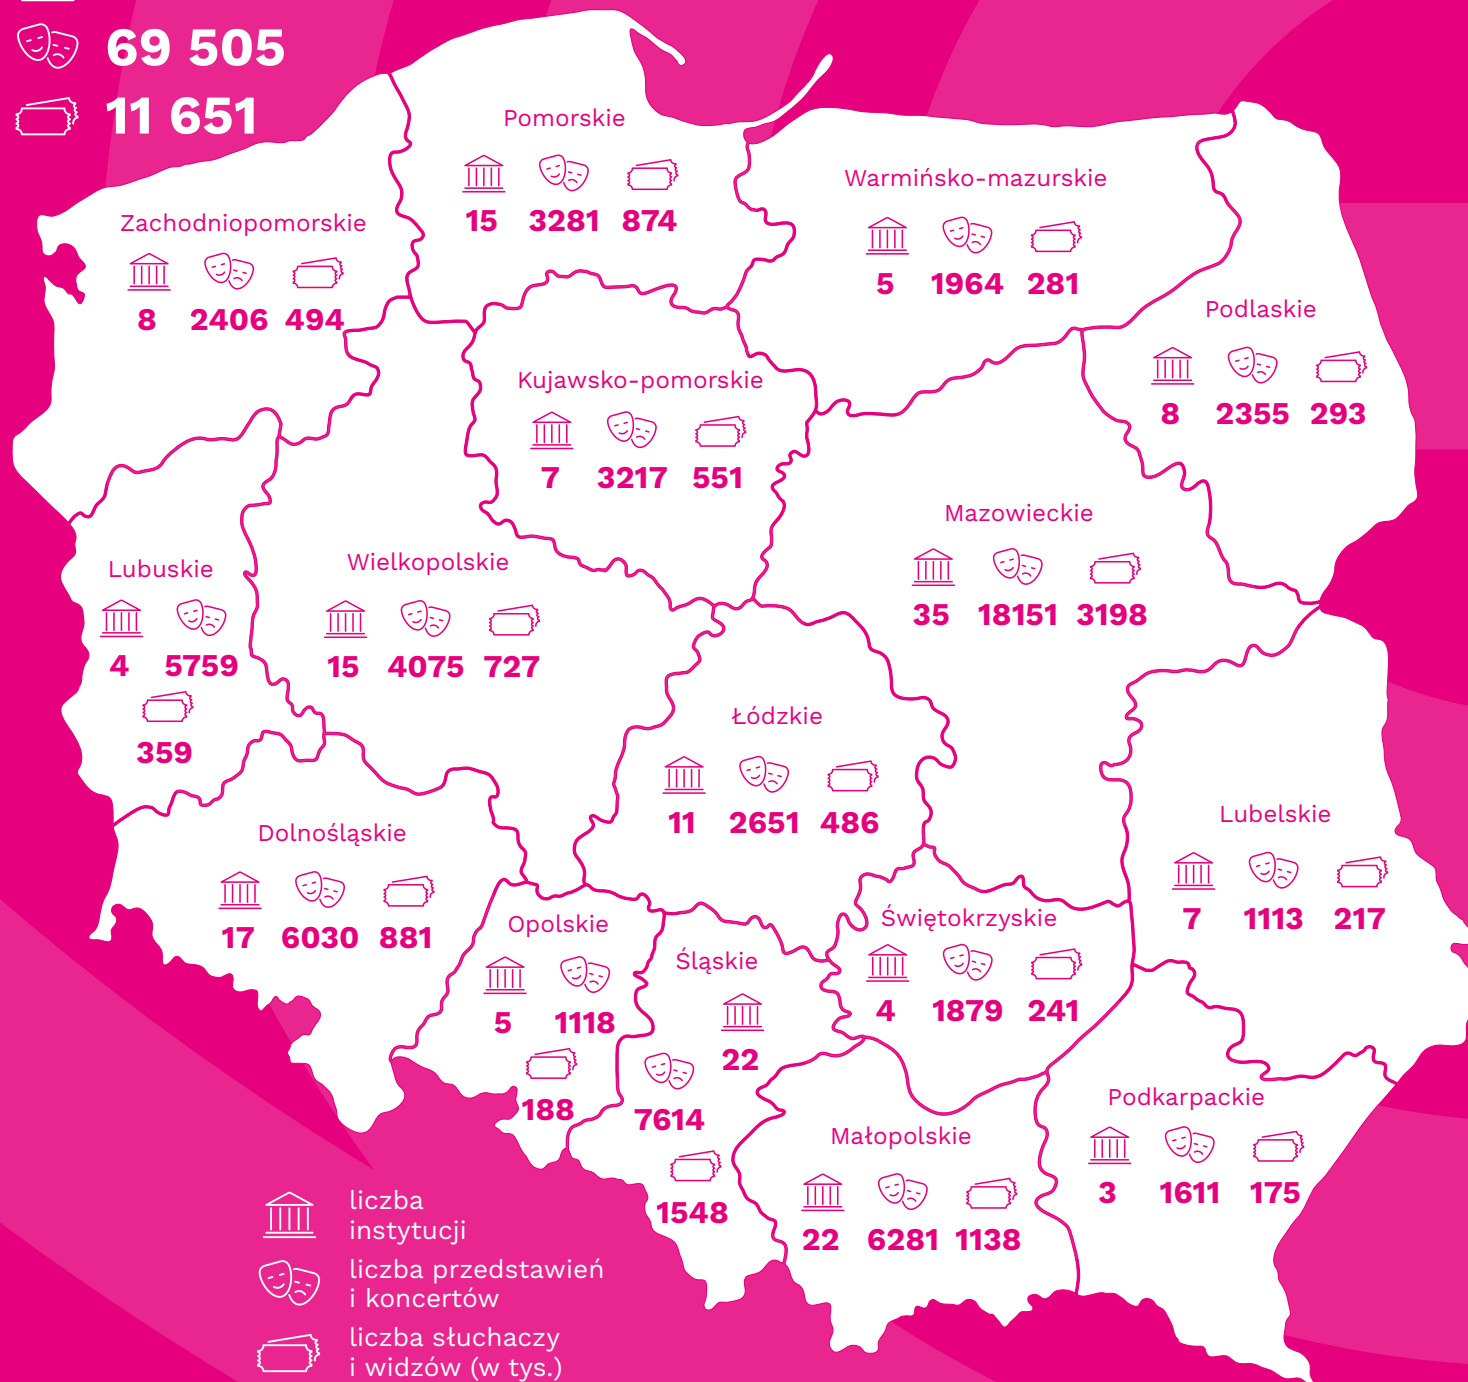 69 505
11 651
Pomorskie
15 3281 874
Warmińsko-mazurskie
5 1964 281
Zachodniopomorskie
8 2406 494
Podlaskie
8 2355 293
Kujawsko-pomorskie
7 3217 551
Mazowieckie
35 18151 3198
Lubuskie
4 5759
359
Wielkopolskie
15 4075 727
Łódzkie
11 2651 486
Lubelskie
7 1113 217
Dolnośląskie
17 6030 881
Opolskie
5 1118
188
Śląskie
22
7614
1548
Świętokrzyskie
4 1879 241
Małopolskie
22 6281 1138
Podkarpackie
3 1611 175
liczba
instytucji
liczba przedstawień
i koncertów
liczba słuchaczy
i widzów (w tys.)